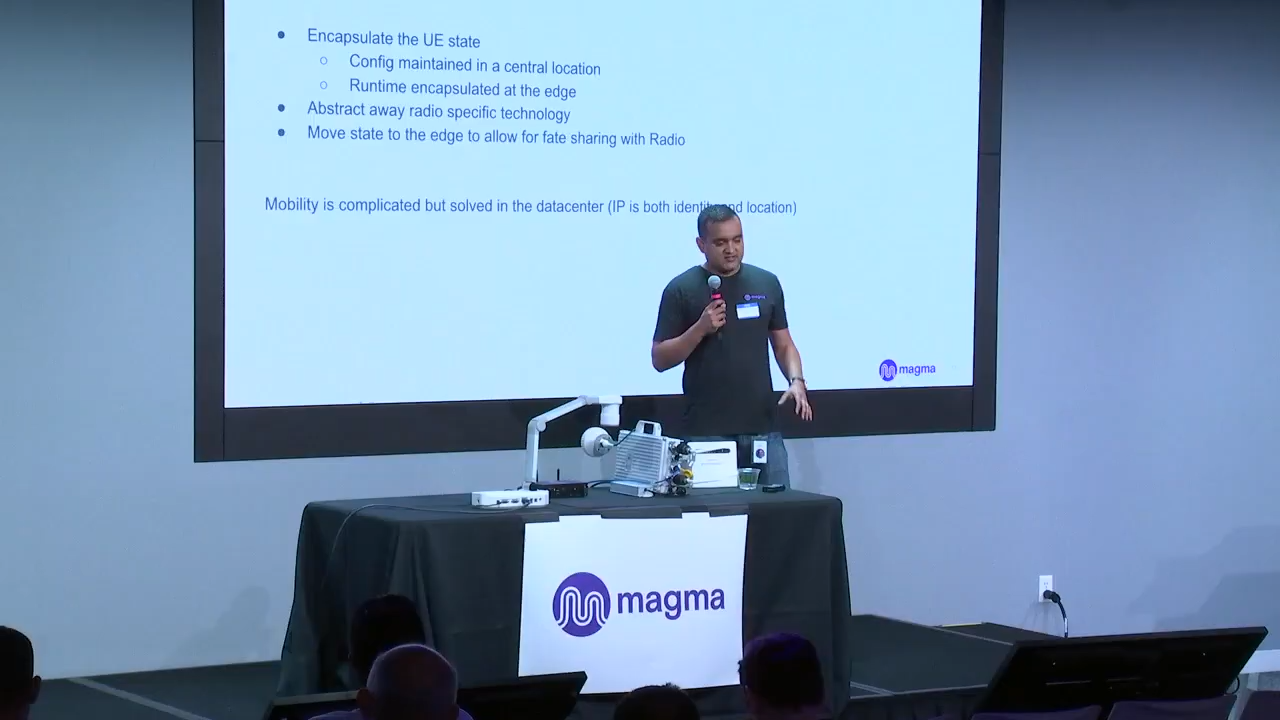 Encapsulate the UE state
Config maintained in a central location
Runtime encapsulated at the edge
Abstract away radio specific technology
Move state to the edge to allow for fate sharing with Radio
Mobility is complicated but solved in the datacenter (IP is both identity and location)
magma
magma
magma